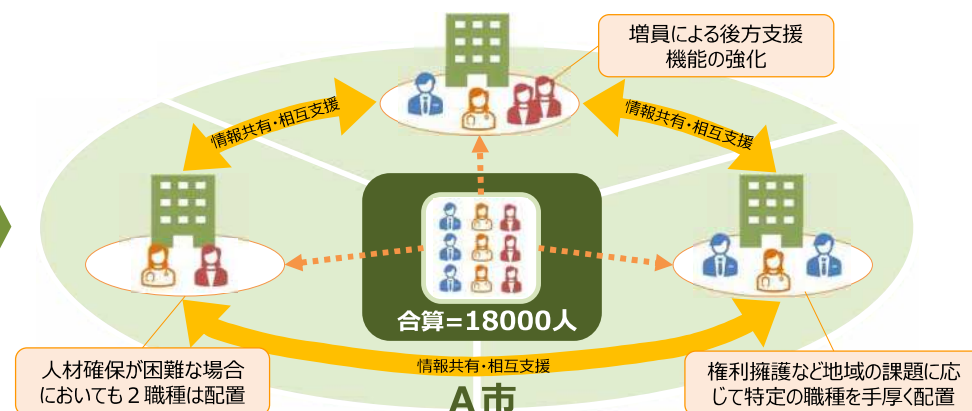 増員による後方支援
機能の強化
情報共有・相互支援
情報共有・相互支援
合算=18000人
人材確保が困難な場合
においても2職種は配置
情報共有・相互支援
権利擁護など地域の課題に応
じて特定の職種を手厚く配置
A市